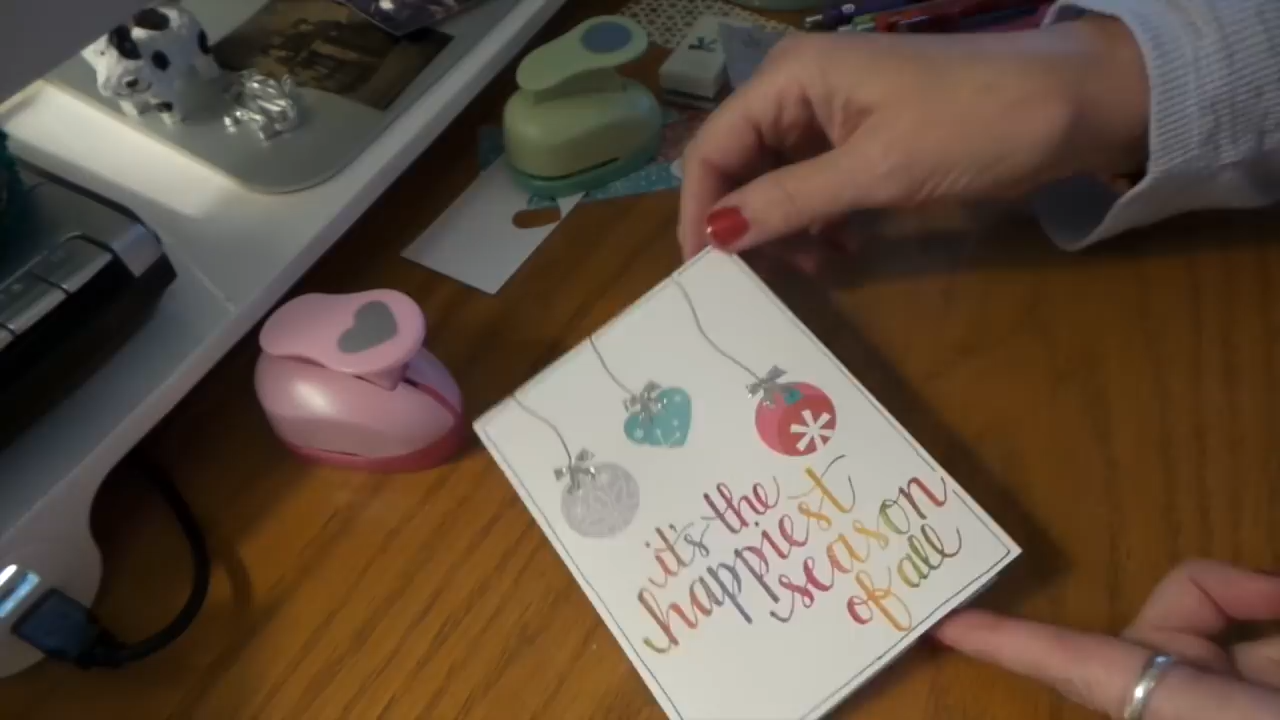 it's the
happiest
season
of all